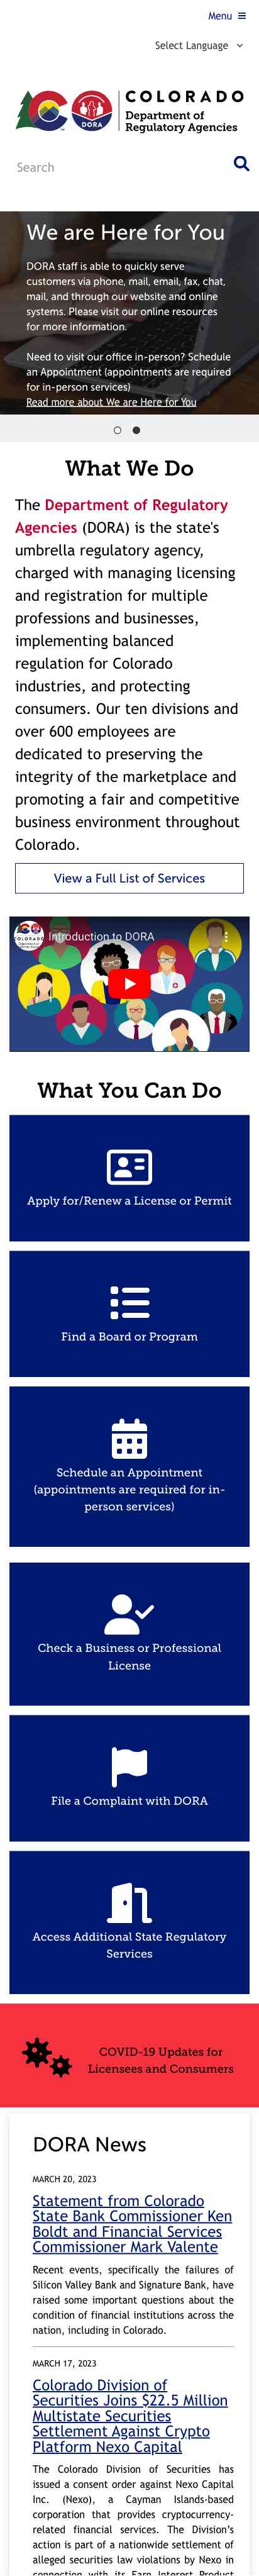 Menu
Select Language
COLORADO
Department of
Regulatory Agencies
DORA
Search
We are Here for You
DORA staff is able to quickly serve
customers via phone, mail, email, fax, chat,
mail, and through our website and online
systems. Please visit our online resources
for more information.
Need to visit our office in-person? Schedule
an Appointment (appointments are required
for in-person services)
Read more about We are Here for You
What We Do
The Department of Regulatory
Agencies (DORA) is the state's
umbrella regulatory agency,
charged with managing licensing
and registration for multiple
professions and businesses,
implementing balanced
regulation for Colorado
industries, and protecting
consumers. Our ten divisions and
over 600 employees are
dedicated to preserving the
integrity of the marketplace and
promoting a fair and competitive
business environment throughout
Colorado.
View a Full List of Services
COLORADO
Introduction to DORA
What You Can Do
Apply for/Renew a License or Permit
Find a Board or Program
Schedule an Appointment
(appointments are required for in-
person services)
Check a Business or Professional
License
File a Complaint with DORA
Access Additional State Regulatory
Services
COVID-19 Updates for
Licensees and Consumers
DORA News
MARCH 20, 2023
Statement from Colorado
State Bank Commissioner Ken
Boldt and Financial Services
Commissioner Mark Valente
Recent events, specifically the failures of
Silicon Valley Bank and Signature Bank, have
raised some important questions about the
condition of financial institutions across the
nation, including in Colorado.
MARCH 17, 2023
Colorado Division of
Securities Joins $22.5 Million
Multistate Securities
Settlement Against Crypto
Platform Nexo Capital
The Colorado Division of Securities has
issued a consent order against Nexo Capital
Inc. (Nexo), a Cayman Islands-based
corporation that provides cryptocurrency-
related financial services. The Division's
action is part of a nationwide settlement of
alleged securities law violations by Nexo in
connection with its Earn Interest Product